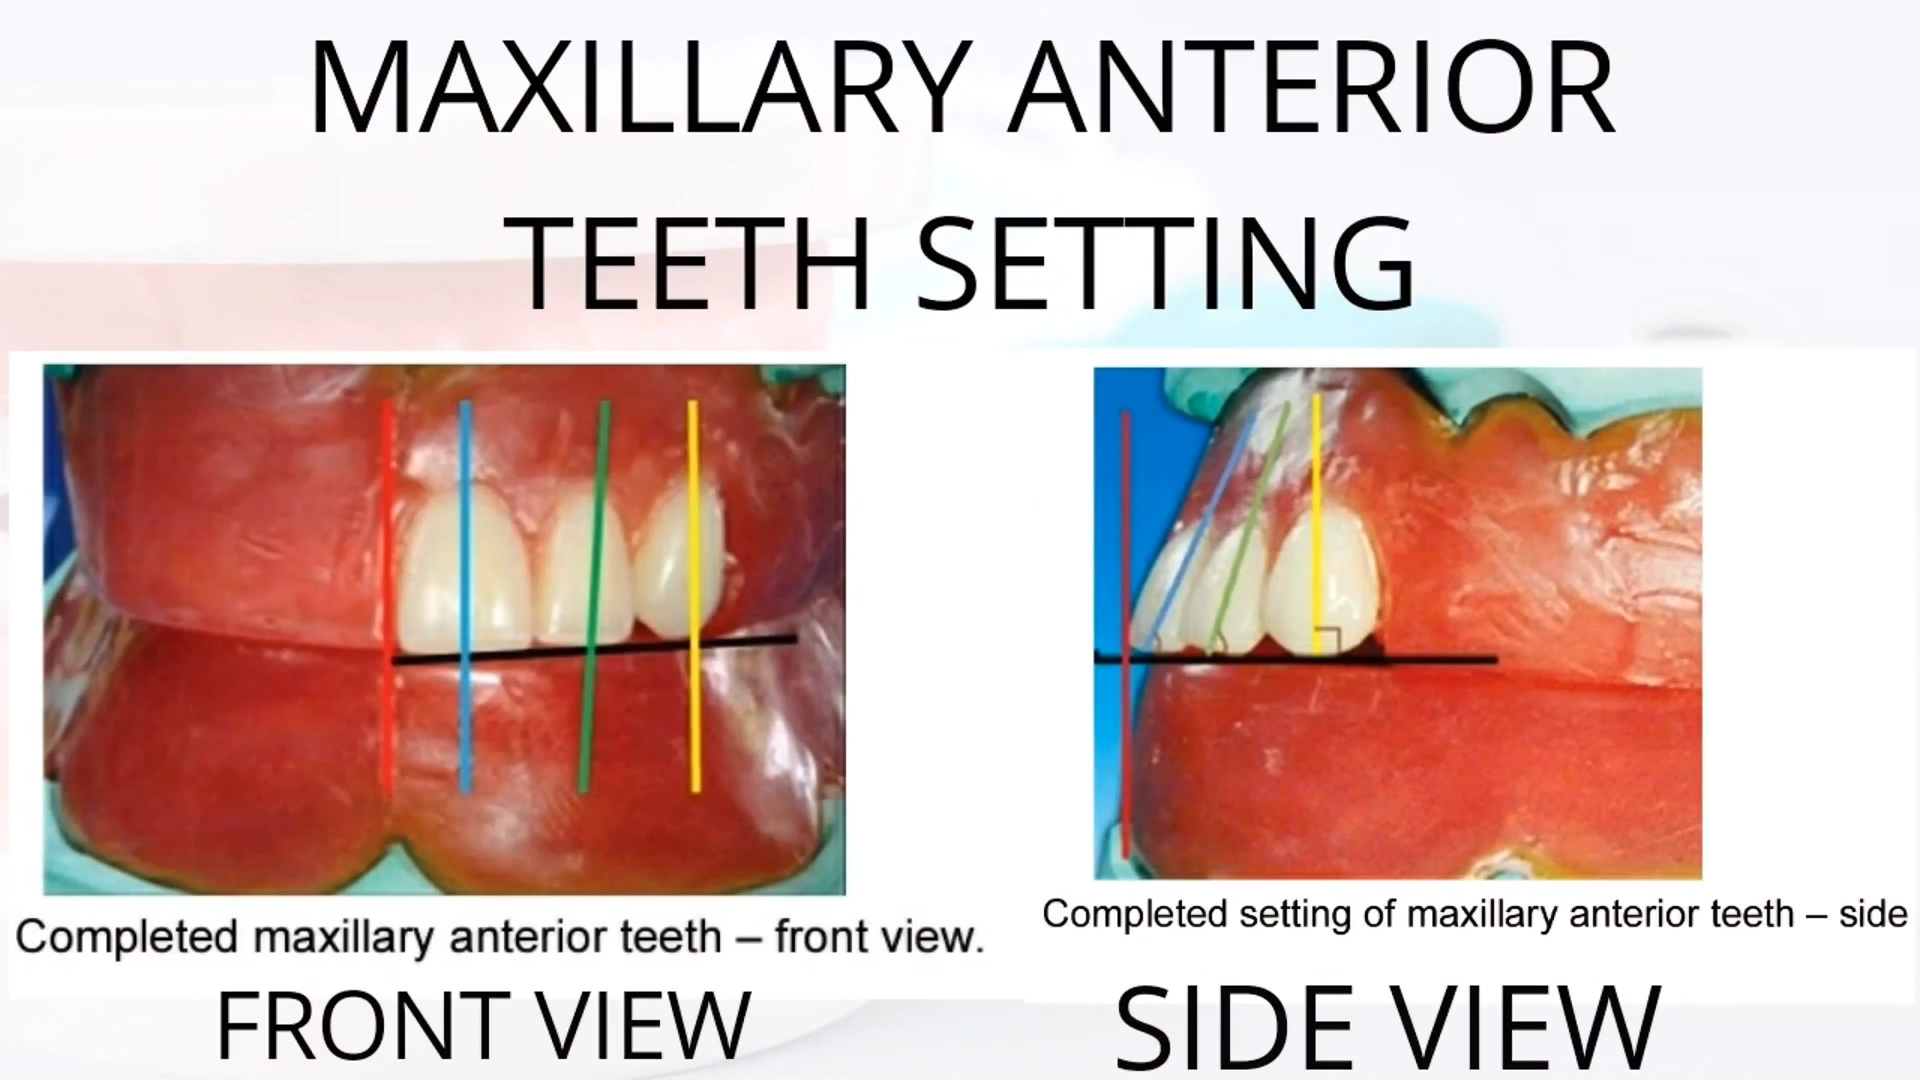 MAXILLARY ANTERIOR
TEETH SETTING
Completed maxillary anterior teeth – front view.
Completed setting of maxillary anterior teeth – side
FRONT VIEW
SIDE VIEW